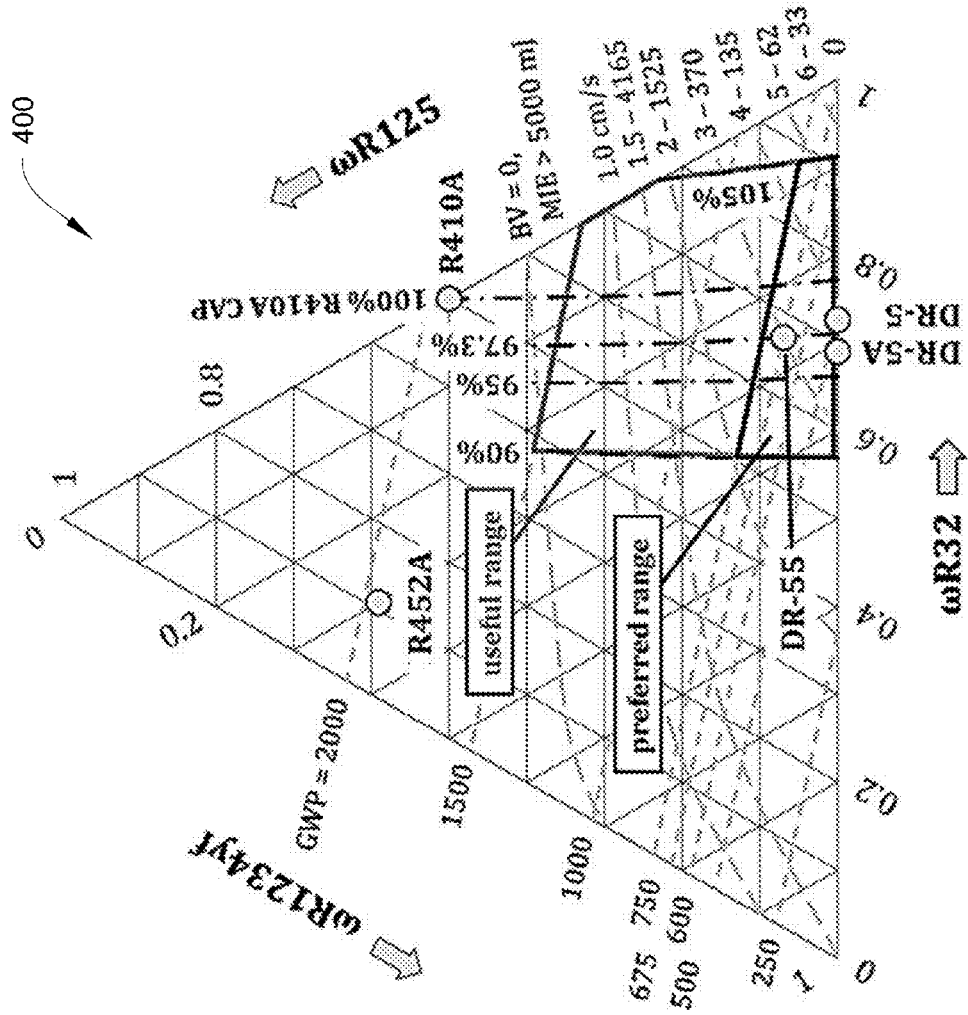 400
ωR125
R410A
100% R410A CAP
97.3%
95%
90%
105%
BV = 0,
MIE > 5000 mJ
1.0 cm/s
1.5 – 4165
2 – 1525
3 – 370
4 – 135
5 – 62
6 – 33
0
1
0.8
1
0
0.2
R452A
useful range
preferred range
GWP = 2000
1500
1000
750
675
600
500
250
1
0
ωR1234yf
DR-55
DR-5A
DR-5
0.2
0.4
0.6
0.8
ωR32